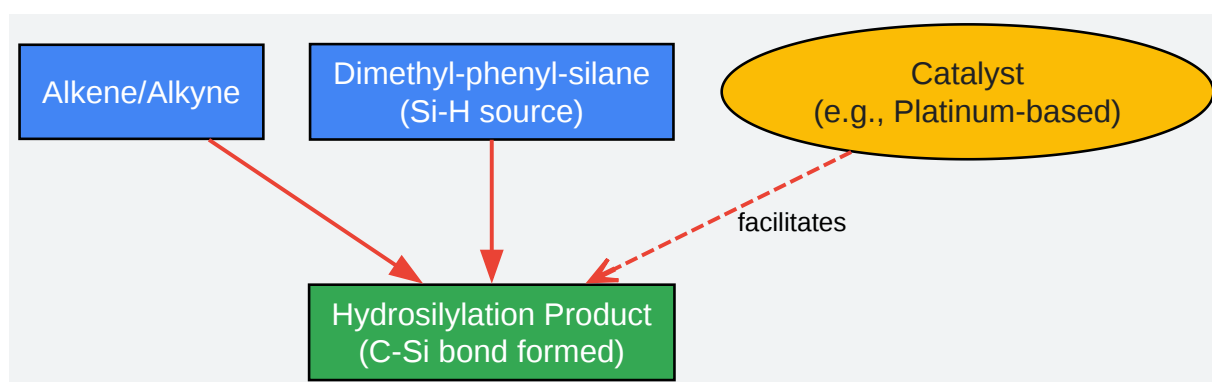 Alkene/Alkyne
Dimethyl-phenyl-silane
(Si-H source)
Catalyst
(e.g., Platinum-based)
facilitates
Hydrosilylation Product
(C-Si bond formed)